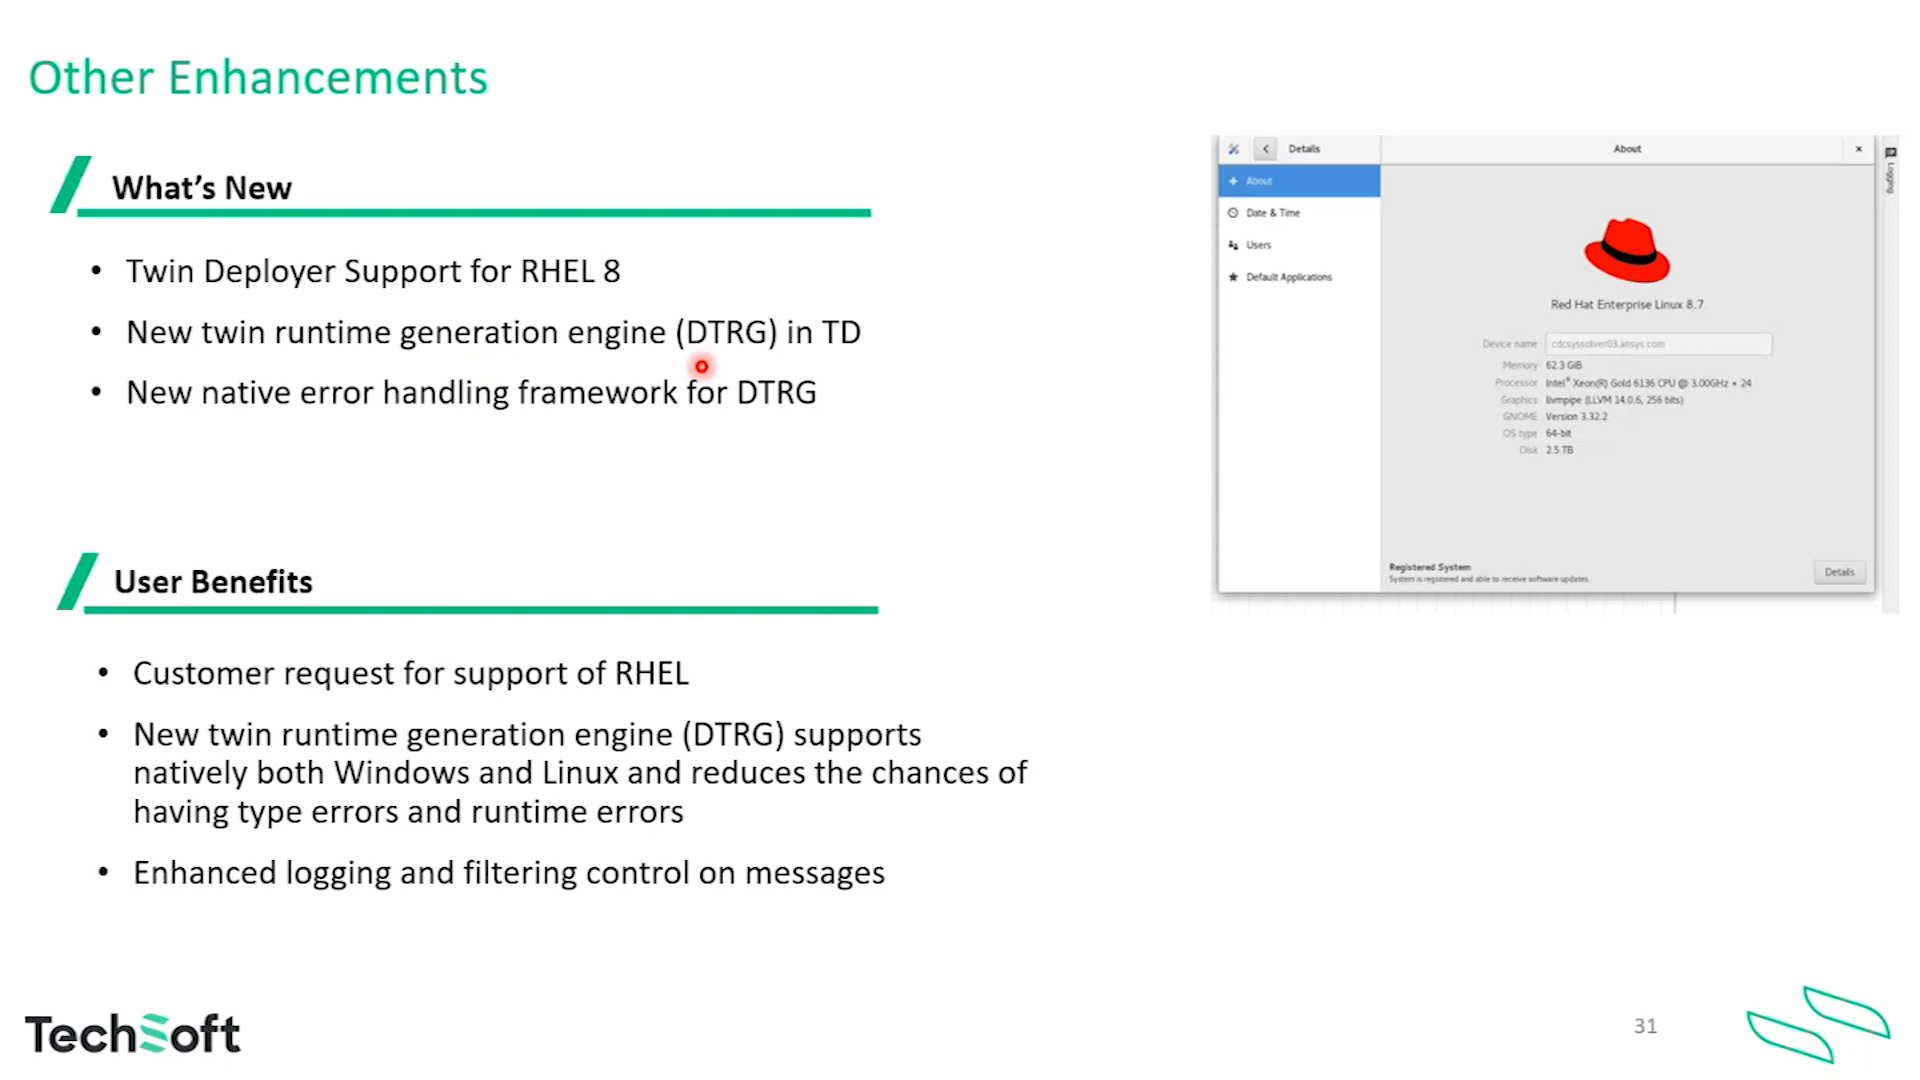 Other Enhancements
What's New
• Twin Deployer Support for RHEL 8
• New twin runtime generation engine (DTRG) in TD
• New native error handling framework for DTRG
User Benefits
• Customer request for support of RHEL
• New twin runtime generation engine (DTRG) supports
natively both Windows and Linux and reduces the chances of
having type errors and runtime errors
• Enhanced logging and filtering control on messages
Details
About
About
Date & Time
Users
Default Applications
Red Hat Enterprise Linux 8.7
Device name cdcsyssolver03.ansys.com
Memory 62.3 GiB
Processor Intel® Xeon(R) Gold 6136 CPU @ 3.00GHz × 24
Graphics llvmpipe (LLVM 14.0.6, 256 bits)
GNOME Version 3.32.2
OS type 64-bit
Disk 2.5 TB
Registered System
System is registered and able to receive software updates.
Details
Logging
TechSoft
31